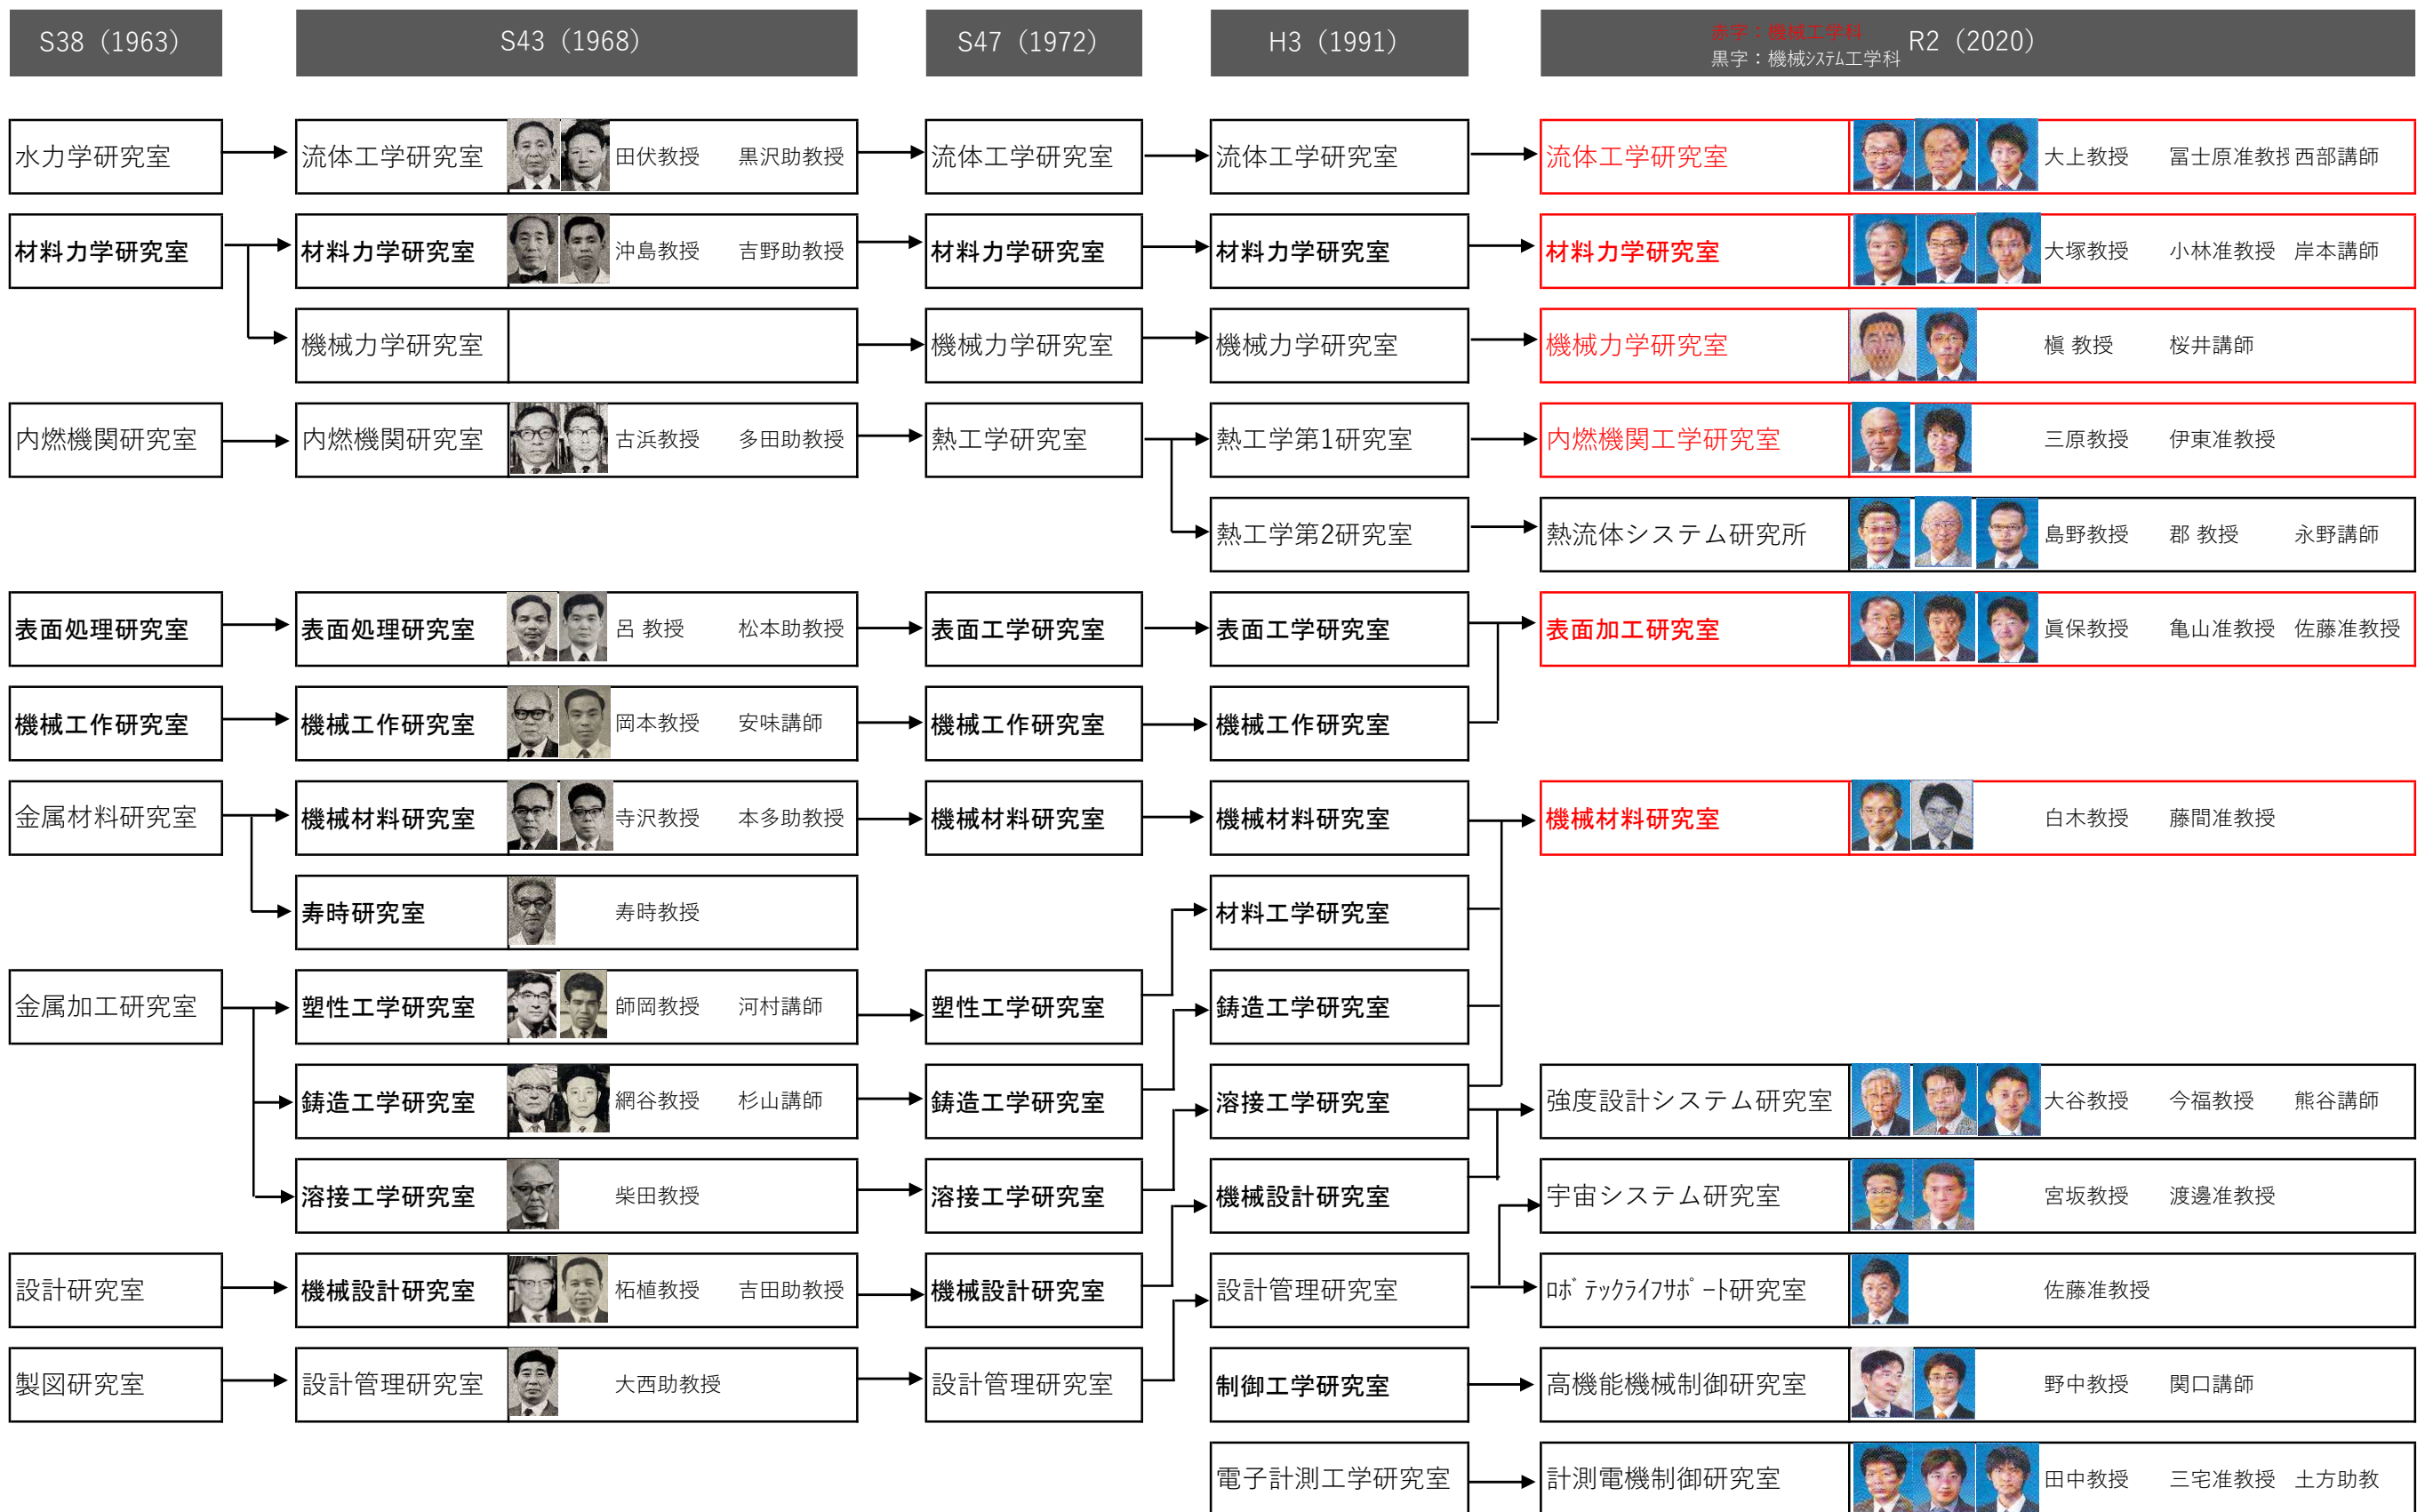 S38（1963）
S43（1968）
S47（1972）
H3（1991）
赤字：機械工学科
黒字：機械ｼｽﾃﾑ工学科
R2（2020）
水力学研究室
流体工学研究室 田伏教授 黒沢助教授
流体工学研究室
流体工学研究室
流体工学研究室 大上教授 冨士原准教授 西部講師
材料力学研究室
材料力学研究室 沖島教授 吉野助教授
材料力学研究室
材料力学研究室
材料力学研究室 大塚教授 小林准教授 岸本講師
機械力学研究室
機械力学研究室
機械力学研究室
機械力学研究室 槇 教授 桜井講師
内燃機関研究室
内燃機関研究室 古浜教授 多田助教授
熱工学研究室
熱工学第1研究室
内燃機関工学研究室 三原教授 伊東准教授
熱工学第2研究室
熱流体システム研究所 島野教授 郡 教授 永野講師
表面処理研究室
表面処理研究室 呂 教授 松本助教授
表面工学研究室
表面工学研究室
表面加工研究室 眞保教授 亀山准教授 佐藤准教授
機械工作研究室
機械工作研究室 岡本教授 安味講師
機械工作研究室
機械工作研究室
金属材料研究室
機械材料研究室 寺沢教授 本多助教授
機械材料研究室
機械材料研究室
機械材料研究室 白木教授 藤間准教授
寿時研究室 寿時教授
材料工学研究室
金属加工研究室
塑性工学研究室 師岡教授 河村講師
塑性工学研究室
鋳造工学研究室
鋳造工学研究室 網谷教授 杉山講師
鋳造工学研究室
溶接工学研究室
強度設計システム研究室 大谷教授 今福教授 熊谷講師
溶接工学研究室 柴田教授
溶接工学研究室
機械設計研究室
宇宙システム研究室 宮坂教授 渡邊准教授
設計研究室
機械設計研究室 柘植教授 吉田助教授
機械設計研究室
設計管理研究室
ﾛﾎﾞﾃｯｸﾗｲﾌｻﾎﾟｰﾄ研究室 佐藤准教授
製図研究室
設計管理研究室 大西助教授
設計管理研究室
制御工学研究室
高機能機械制御研究室 野中教授 関口講師
電子計測工学研究室
計測電機制御研究室 田中教授 三宅准教授 土方助教